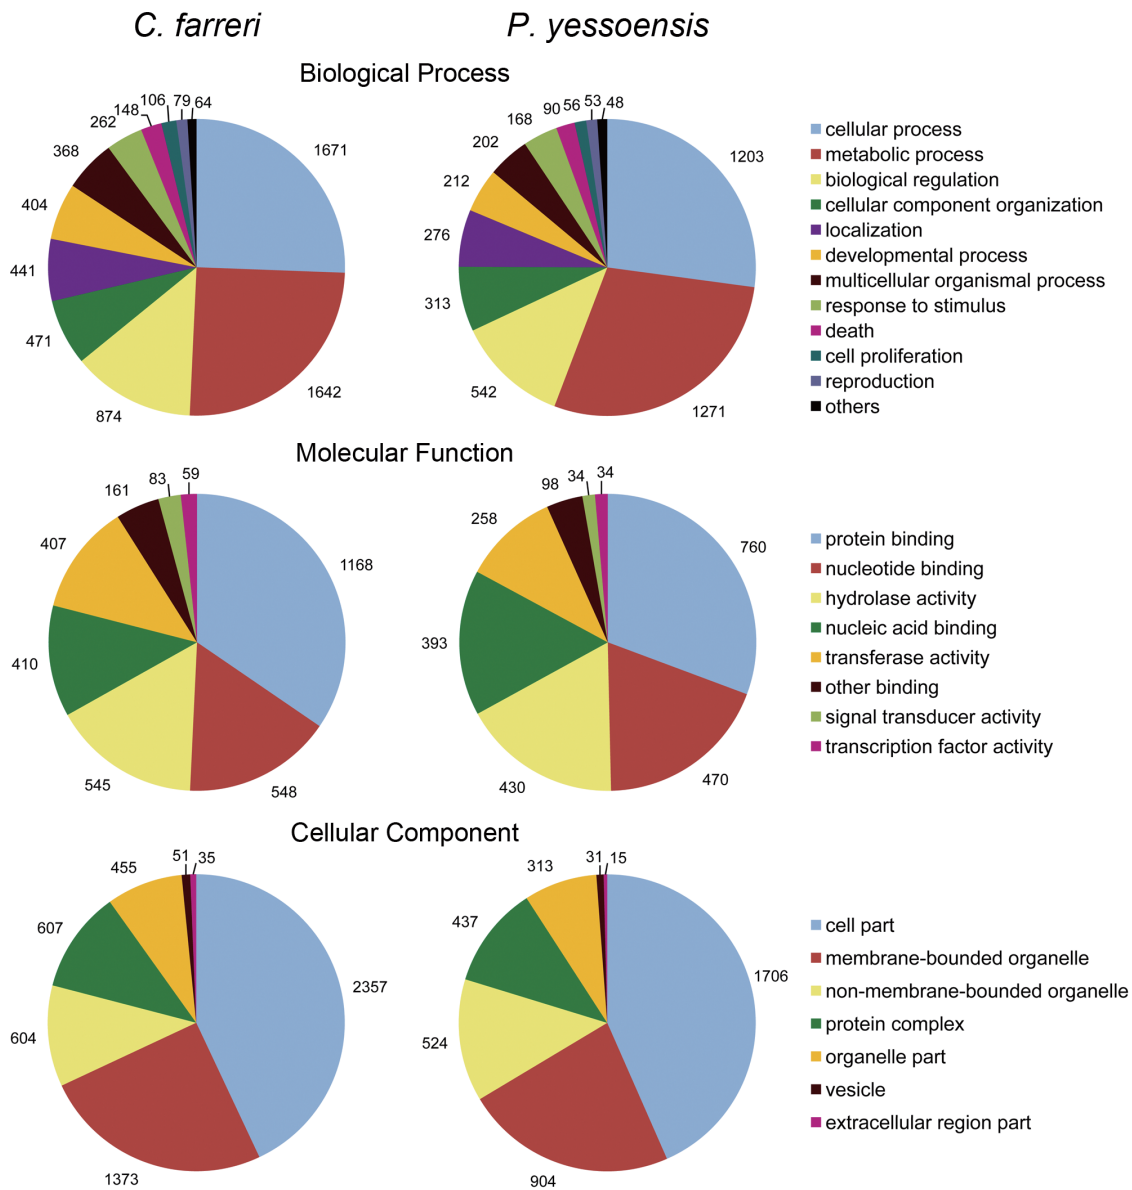 C. farreri
P. yessoensis
Biological Process
1671
1642
874
471
441
404
368
262
148
106
79
64
1203
1271
542
313
276
212
202
168
90
56
53
48
cellular process
metabolic process
biological regulation
cellular component organization
localization
developmental process
multicellular organismal process
response to stimulus
death
cell proliferation
reproduction
others
Molecular Function
1168
548
545
410
407
161
83
59
760
470
430
393
258
98
34
34
protein binding
nucleotide binding
hydrolase activity
nucleic acid binding
transferase activity
other binding
signal transducer activity
transcription factor activity
Cellular Component
2357
1373
604
607
455
51
35
1706
904
524
437
313
31
15
cell part
membrane-bounded organelle
non-membrane-bounded organelle
protein complex
organelle part
vesicle
extracellular region part